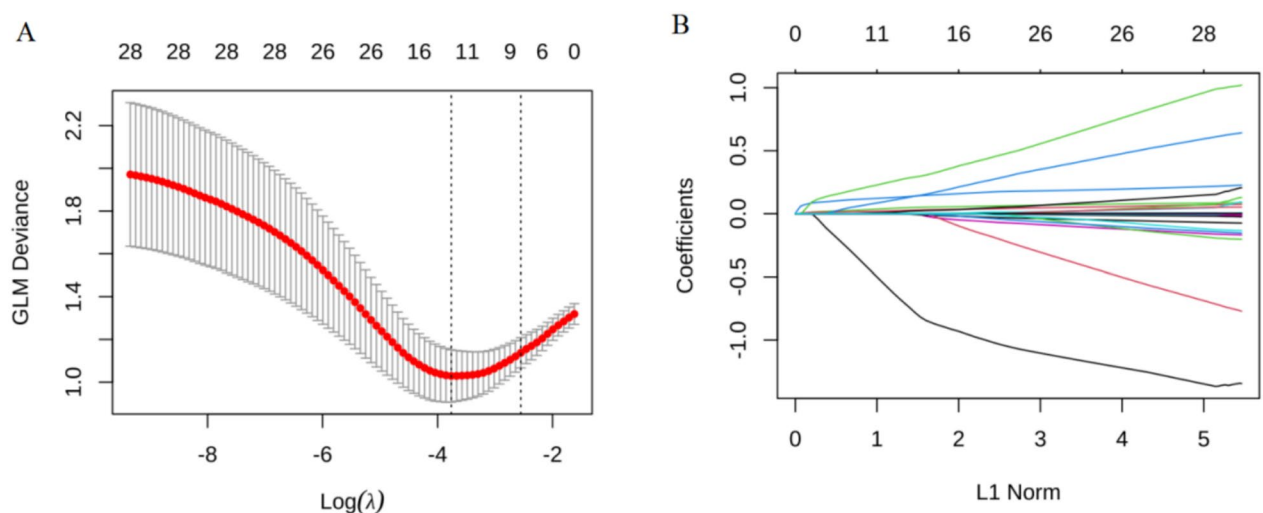 A
28 28 28 28 26 26 16 11 9 6 0
2.2
1.8
1.4
1.0
GLM Deviance
-8 -6 -4 -2
Log(λ)
B
0 11 16 26 26 28
1.0
0.5
0.0
-0.5
-1.0
Coefficients
0 1 2 3 4 5
L1 Norm